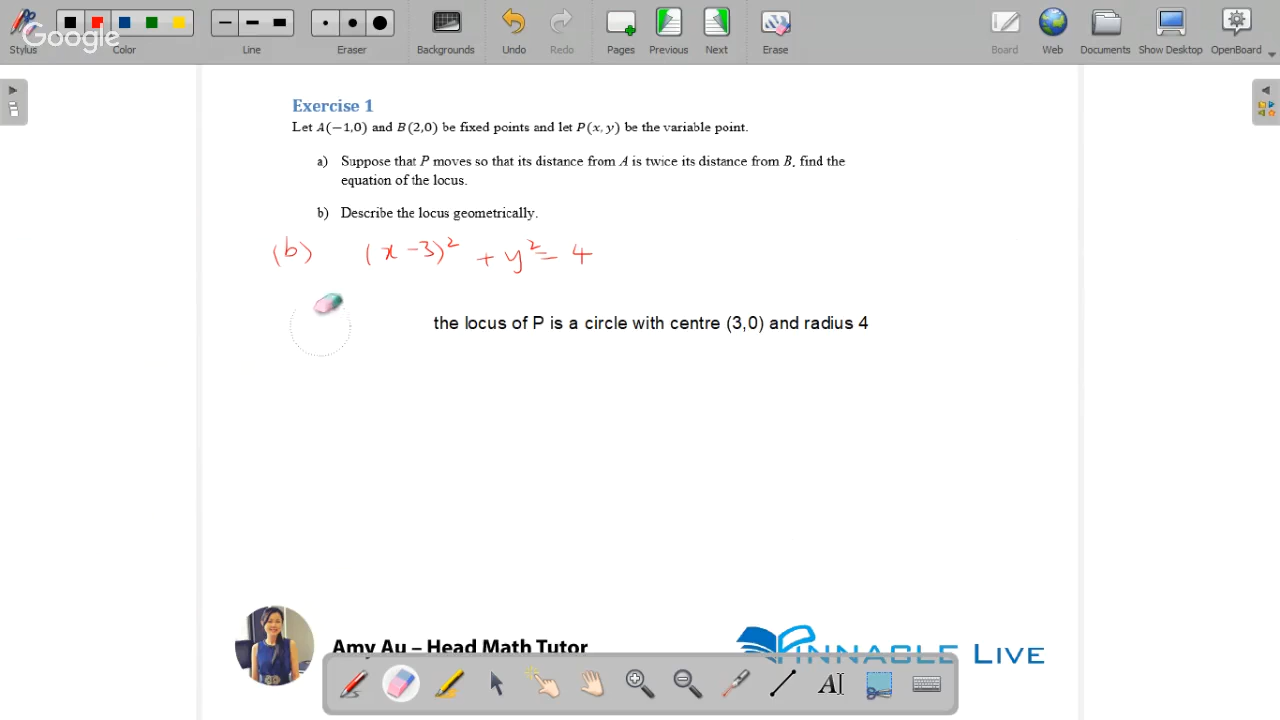 Stylus
Google
Color
Line
Eraser
Backgrounds
Undo
Redo
Pages
Previous
Next
Erase
Board
Web
Documents
Show Desktop
OpenBoard
Exercise 1
Let A(−1,0) and B(2,0) be fixed points and let P(x, y) be the variable point.
a) Suppose that P moves so that its distance from A is twice its distance from B, find the
equation of the locus.
b) Describe the locus geometrically.
(b) (x −3)² + y² = 4
the locus of P is a circle with centre (3,0) and radius 4
Amy Au – Head Math Tutor
PINNACLE LIVE
AI